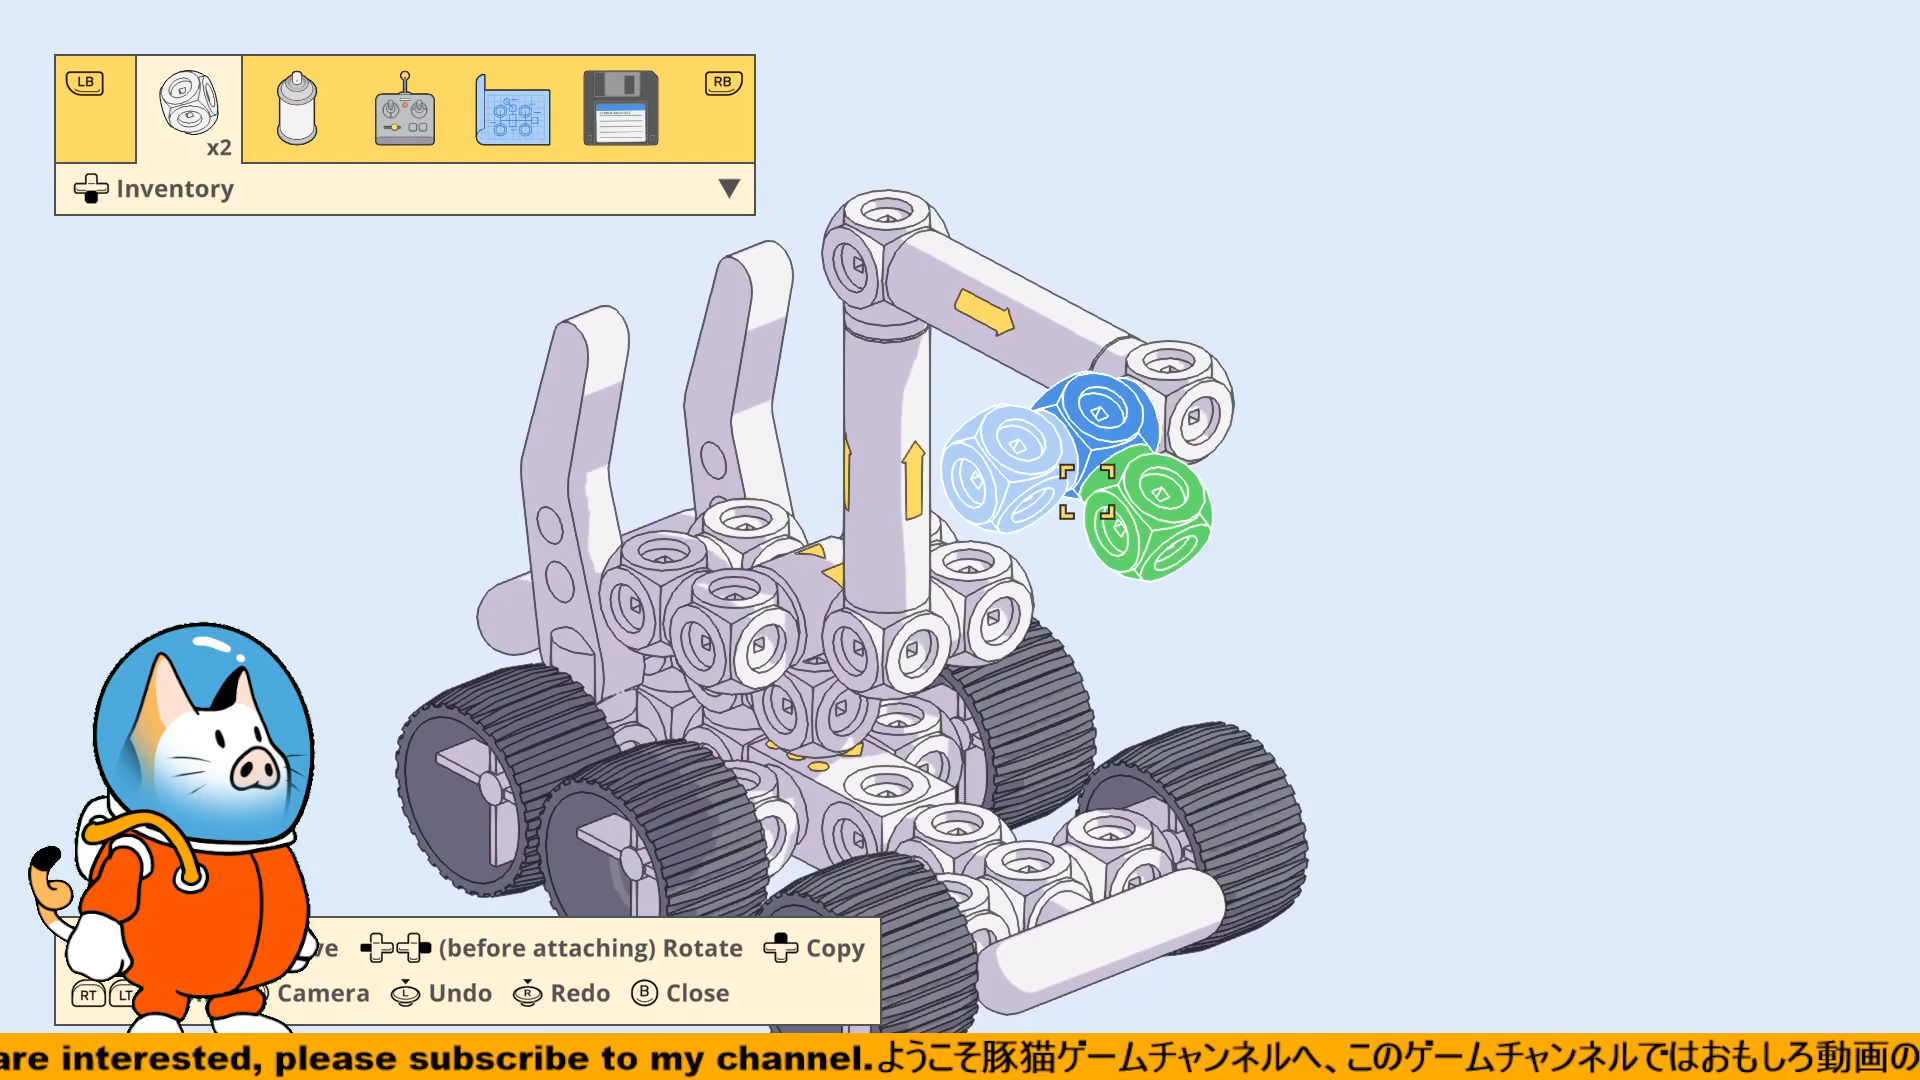 LB
RB
x2
Inventory
ve (before attaching) Rotate Copy
RT LT Camera L Undo R Redo B Close
are interested, please subscribe to my channel.ようこそ豚猫ゲームチャンネルへ、このゲームチャンネルではおもしろ動画の